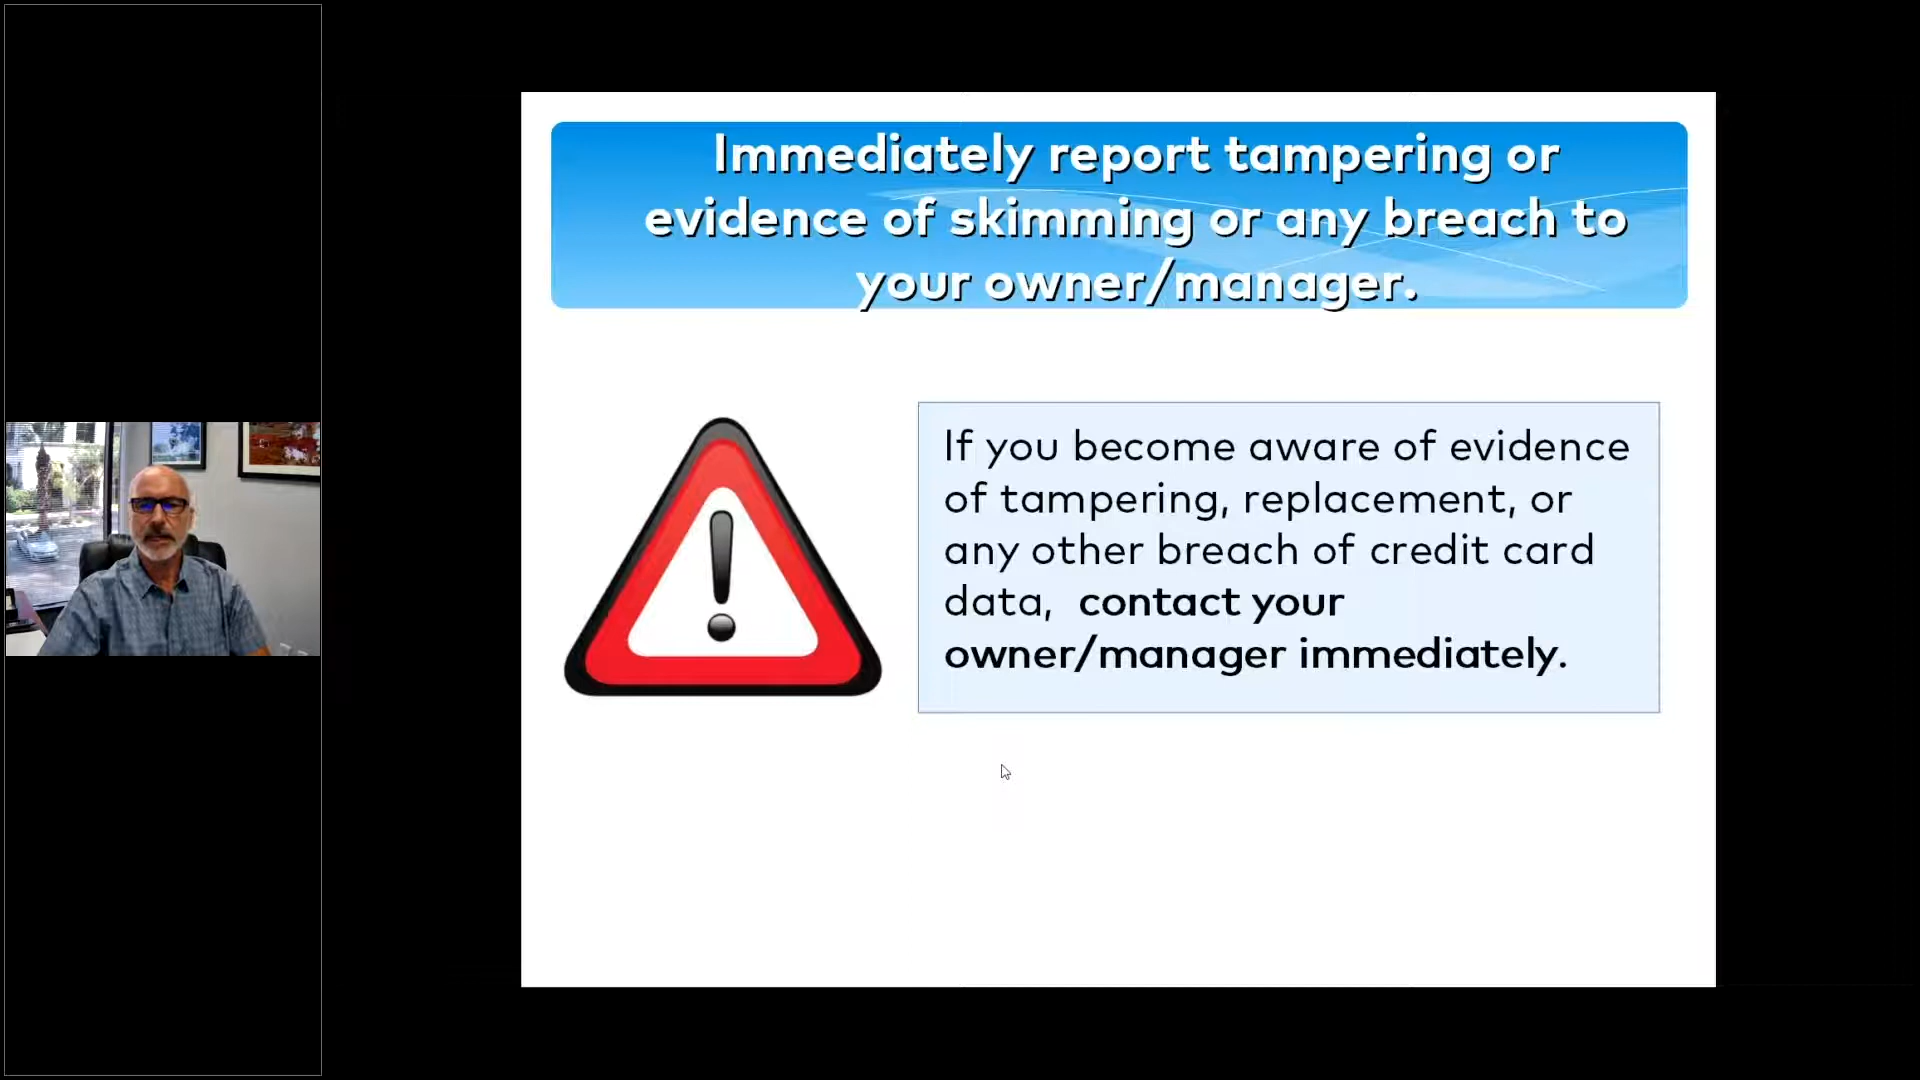 Immediately report tampering or
evidence of skimming or any breach to
your owner/manager.
If you become aware of evidence
of tampering, replacement, or
any other breach of credit card
data, contact your
owner/manager immediately.